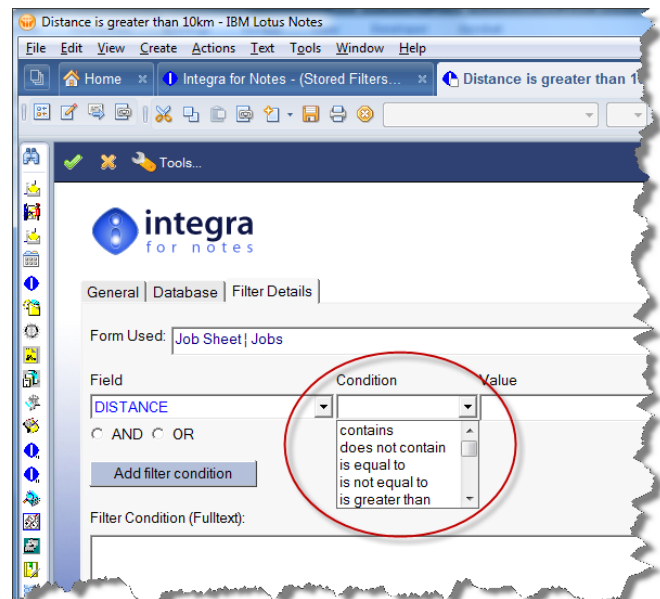 Distance is greater than 10km - IBM Lotus Notes
File Edit View Create Actions Text Tools Window Help
Home Integra for Notes - (Stored Filters... Distance is greater than 1
Tools...
integra
for notes
General Database Filter Details
Form Used: Job Sheet¦ Jobs
Field Condition Value
DISTANCE
AND OR
contains
does not contain
is equal to
is not equal to
is greater than
Add filter condition
Filter Condition (Fulltext):